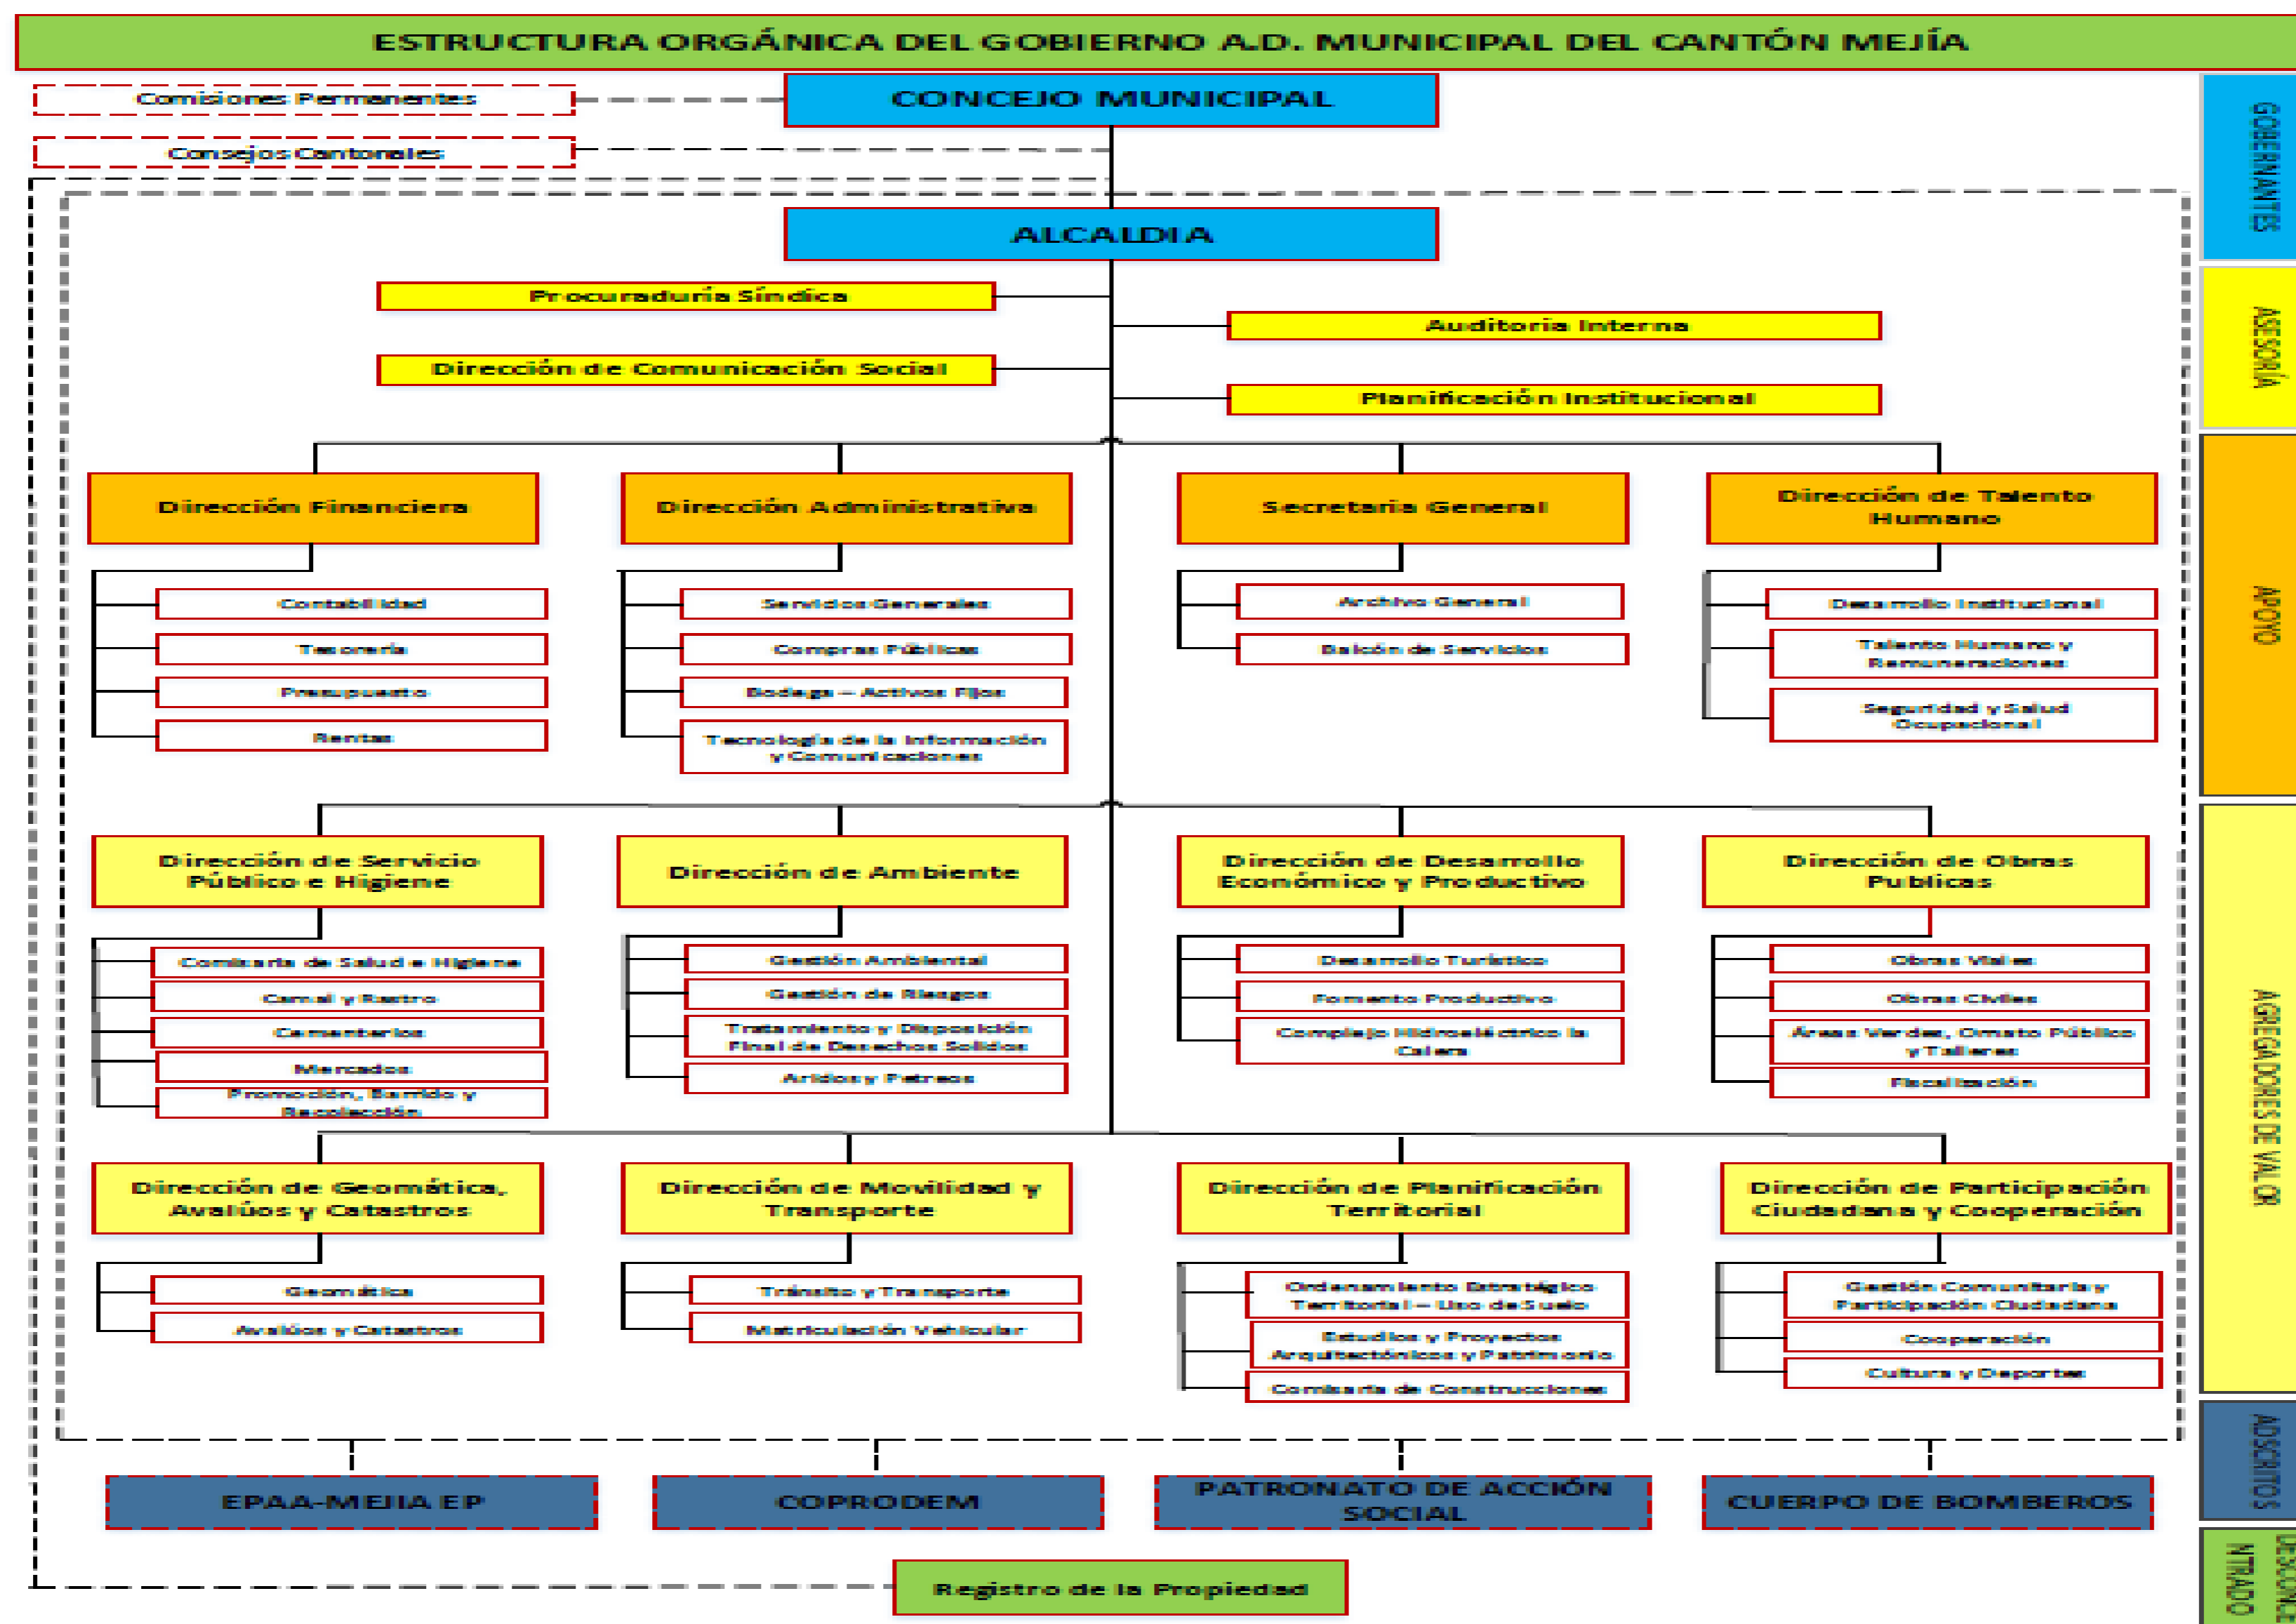 ESTRUCTURA ORGÁNICA DEL GOBIERNO A.D. MUNICIPAL DEL CANTÓN MEJÍA
Comisiones Permanentes
CONCEJO MUNICIPAL
Consejos Cantonales
GOBERNANTES
ALCALDIA
Procuraduría Síndica
Auditoria Interna
Dirección de Comunicación Social
Planificación Institucional
ASESORÍA
Dirección Financiera
Dirección Administrativa
Secretaria General
Dirección de Talento
Humano
Contabilidad
Tesorería
Presupuesto
Rentas
Servicios Generales
Compras Públicas
Bodega – Activos Fijos
Tecnología de la Información
y Comunicaciones
Archivo General
Balcón de Servicios
Desarrollo Institucional
Talento Humano y
Remuneraciones
Seguridad y Salud
Ocupacional
APOYO
Dirección de Servicio
Público e Higiene
Dirección de Ambiente
Dirección de Desarrollo
Económico y Productivo
Dirección de Obras
Publicas
Comisaría de Salud e Higiene
Camal y Rastro
Cementerios
Mercados
Promoción, Barrido y
Recolección
Gestión Ambiental
Gestión de Riesgos
Tratamiento y Disposición
Final de Desechos Solidos
Aridos y Petreos
Desarrollo Turístico
Fomento Productivo
Complejo Hidroeléctrico la
Calera
Obras Viales
Obras Civiles
Áreas Verdes, Ornato Público
y Talleres
Fiscalización
AGREGADORES DE VALOR
Dirección de Geomática,
Avalúos y Catastros
Dirección de Movilidad y
Transporte
Dirección de Planificación
Territorial
Dirección de Participación
Ciudadana y Cooperación
Geomática
Avalúos y Catastros
Tránsito y Transporte
Matriculación Vehicular
Ordenamiento Estratégico
Territorial – Uso de Suelo
Estudios y Proyectos
Arquitectónicos y Patrimonio
Comisaría de Construcciones
Gestión Comunitaria y
Participación Ciudadana
Cooperación
Cultura y Deportes
EPAA-MEJIA EP
COPRODEM
PATRONATO DE ACCIÓN
SOCIAL
CUERPO DE BOMBEROS
ADSCRITOS
Registro de la Propiedad
DESCONCE
NTRADO